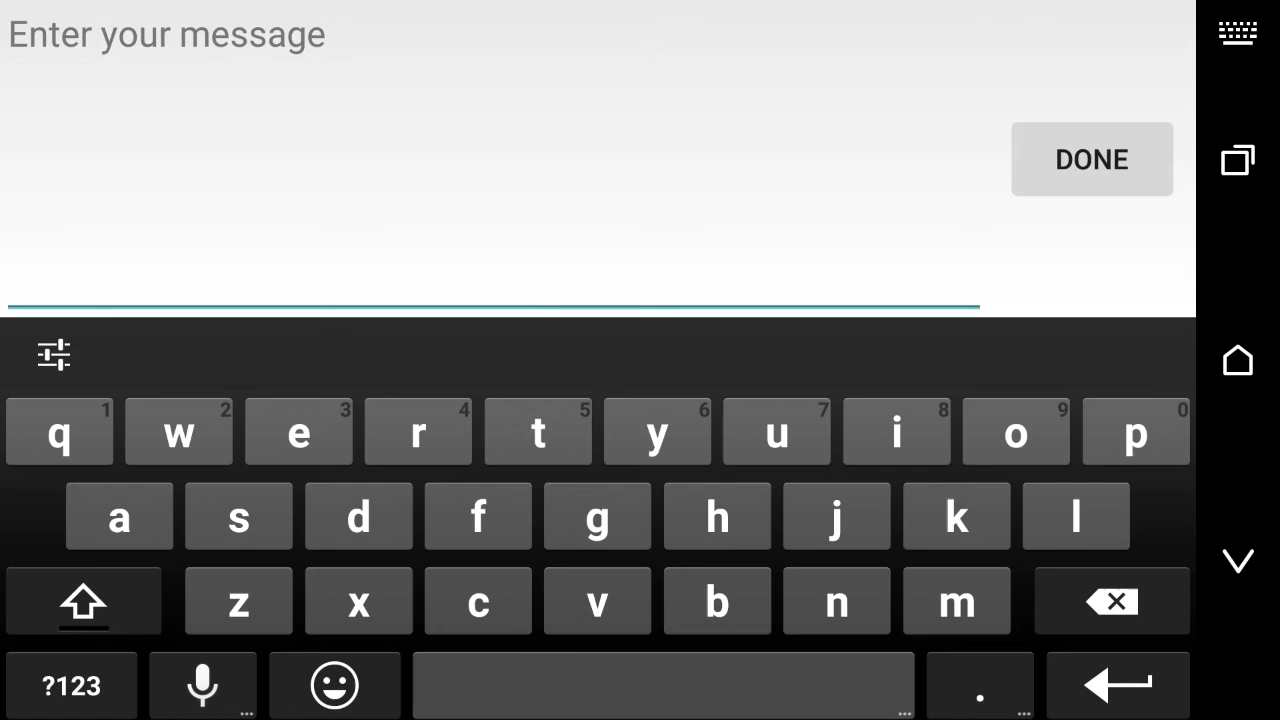 Enter your message
DONE
q 1 w 2 e 3 r 4 t 5 y 6 u 7 i 8 o 9 p 0
a s d f g h j k l
z x c v b n m
?123 .